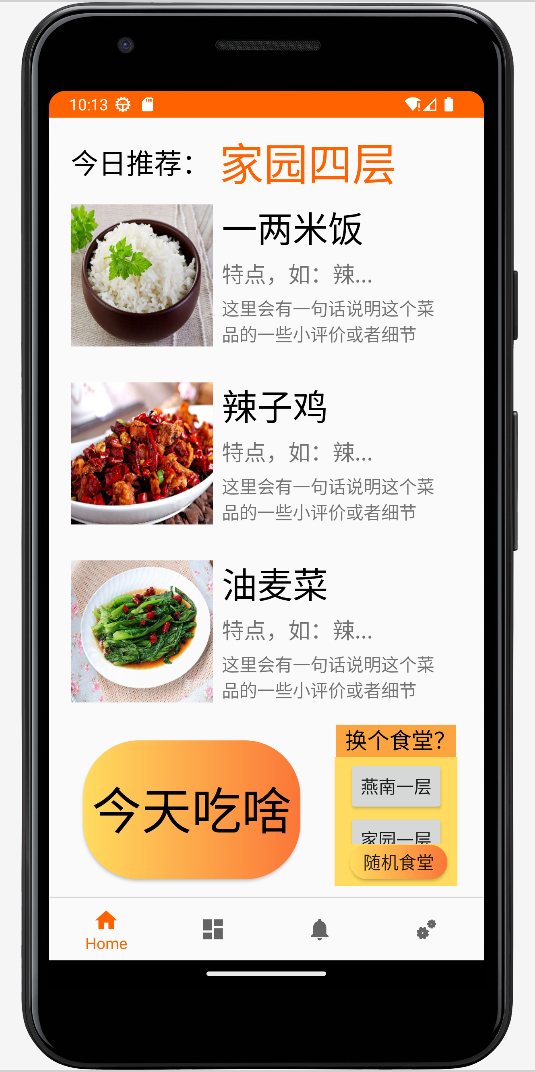 10:13
今日推荐：
家园四层
一两米饭
特点，如：辣...
这里会有一句话说明这个菜
品的一些小评价或者细节
辣子鸡
特点，如：辣...
这里会有一句话说明这个菜
品的一些小评价或者细节
油麦菜
特点，如：辣...
这里会有一句话说明这个菜
品的一些小评价或者细节
今天吃啥
换个食堂？
燕南一层
家园一层
随机食堂
Home